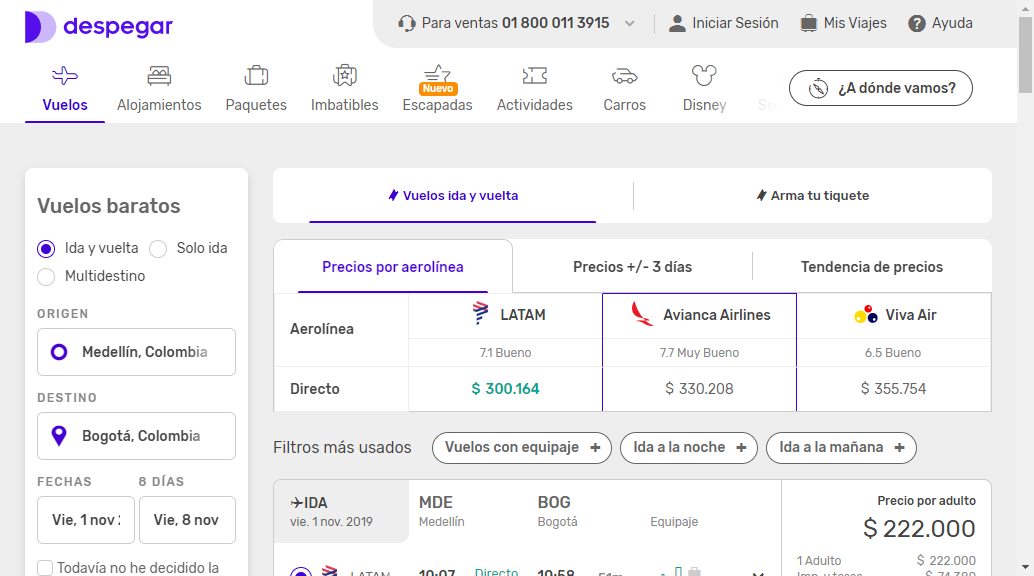 despegar
Para ventas 01 800 011 3915
Iniciar Sesión
Mis Viajes
Ayuda
Vuelos
Alojamientos
Paquetes
Imbatibles
Nuevo
Escapadas
Actividades
Carros
Disney
¿A dónde vamos?
Vuelos baratos
Ida y vuelta
Solo ida
Multidestino
ORIGEN
Medellín, Colombia
DESTINO
Bogotá, Colombia
FECHAS
8 DÍAS
Vie, 1 nov
Vie, 8 nov
Todavía no he decidido la
Vuelos ida y vuelta
Arma tu tiquete
Precios por aerolínea
Precios +/- 3 días
Tendencia de precios
Aerolínea
LATAM
Avianca Airlines
Viva Air
7.1 Bueno
7.7 Muy Bueno
6.5 Bueno
Directo
$ 300.164
$ 330.208
$ 355.754
Filtros más usados
Vuelos con equipaje +
Ida a la noche +
Ida a la mañana +
IDA
vie. 1 nov. 2019
MDE
Medellín
BOG
Bogotá
Equipaje
LATAM
10:07
Directo
10:58
51m
Precio por adulto
$ 222.000
1 Adulto
$ 222.000
Imp. y tasas
$ 74.380